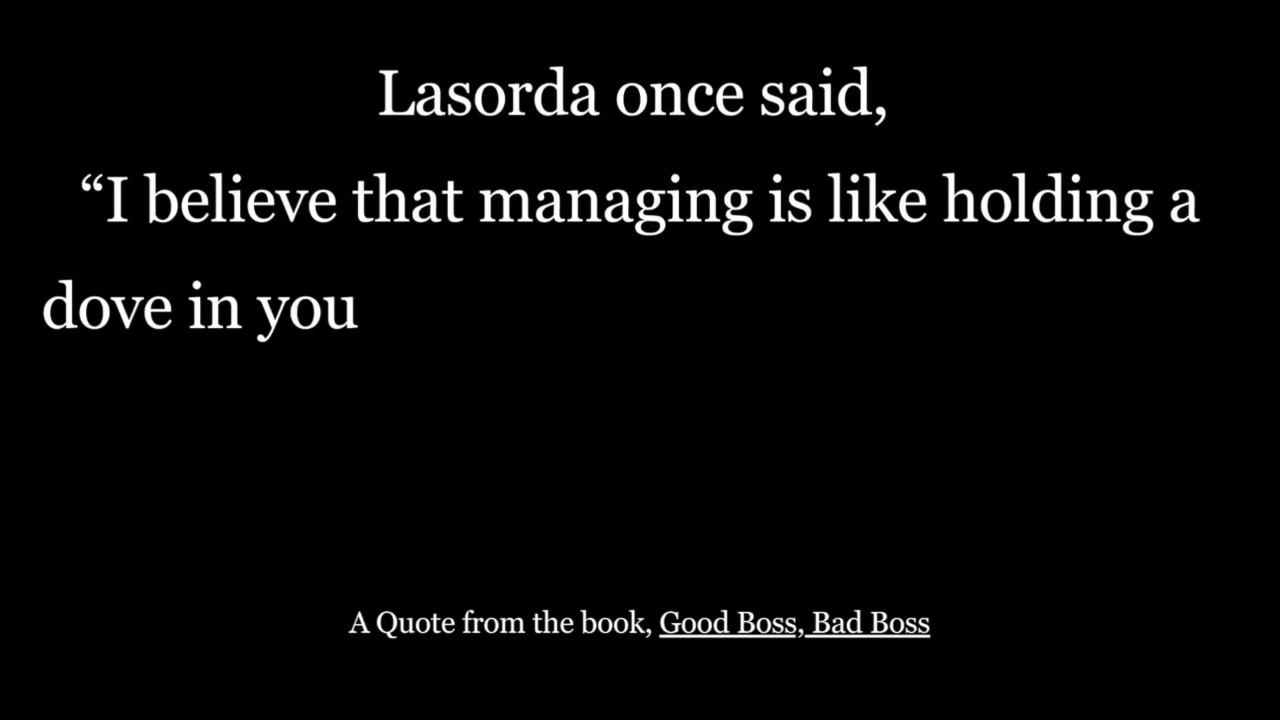 Lasorda once said,
“I believe that managing is like holding a
dove in you
A Quote from the book, Good Boss, Bad Boss